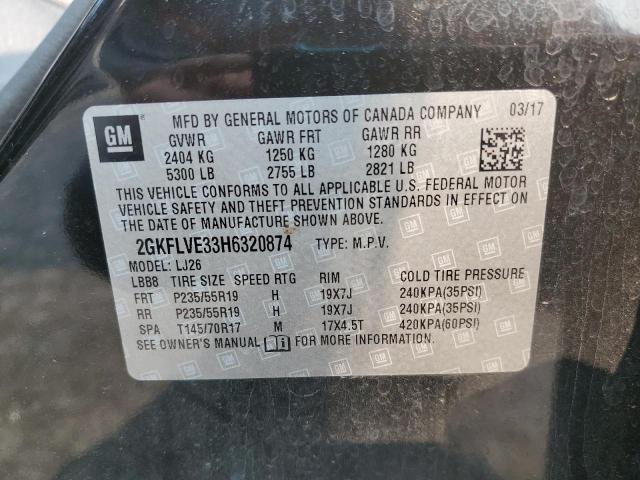 GM
MFD BY GENERAL MOTORS OF CANADA COMPANY 03/17
GVWR GAWR FRT GAWR RR
2404 KG 1250 KG 1280 KG
5300 LB 2755 LB 2821 LB
THIS VEHICLE CONFORMS TO ALL APPLICABLE U.S. FEDERAL MOTOR
VEHICLE SAFETY AND THEFT PREVENTION STANDARDS IN EFFECT ON
THE DATE OF MANUFACTURE SHOWN ABOVE.
2GKFLVE33H6320874 TYPE: M.P.V.
MODEL: LJ26
LBB8 TIRE SIZE SPEED RTG RIM COLD TIRE PRESSURE
FRT P235/55R19 H 19X7J 240KPA(35PSI)
RR P235/55R19 H 19X7J 240KPA(35PSI)
SPA T145/70R17 M 17X4.5T 420KPA(60PSI)
SEE OWNER'S MANUAL FOR MORE INFORMATION.